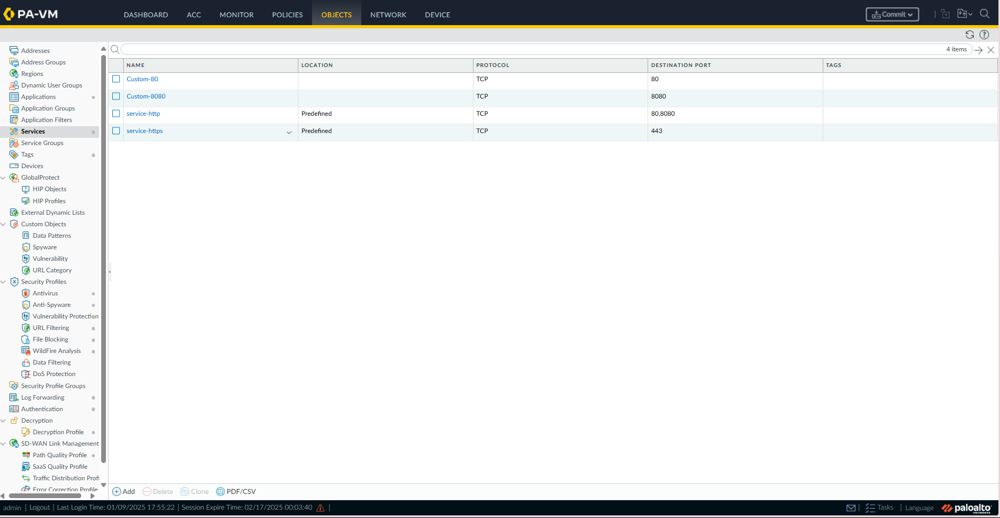 PA-VM DASHBOARD ACC MONITOR POLICIES OBJECTS NETWORK DEVICE Commit
4 items
NAME LOCATION PROTOCOL DESTINATION PORT TAGS
Custom-80 TCP 80
Custom-8080 TCP 8080
service-http Predefined TCP 80,8080
service-https Predefined TCP 443
Addresses
Address Groups
Regions
Dynamic User Groups
Applications
Application Groups
Application Filters
Services
Service Groups
Tags
Devices
GlobalProtect
HIP Objects
HIP Profiles
External Dynamic Lists
Custom Objects
Data Patterns
Spyware
Vulnerability
URL Category
Security Profiles
Antivirus
Anti-Spyware
Vulnerability Protection
URL Filtering
File Blocking
WildFire Analysis
Data Filtering
DoS Protection
Security Profile Groups
Log Forwarding
Authentication
Decryption
Decryption Profile
SD-WAN Link Management
Path Quality Profile
SaaS Quality Profile
Traffic Distribution Profi
Error Correction Profile
Add Delete Clone PDF/CSV
admin | Logout | Last Login Time: 01/09/2025 17:55:22 | Session Expire Time: 02/17/2025 00:03:40 | Tasks | Language paloalto NETWORKS